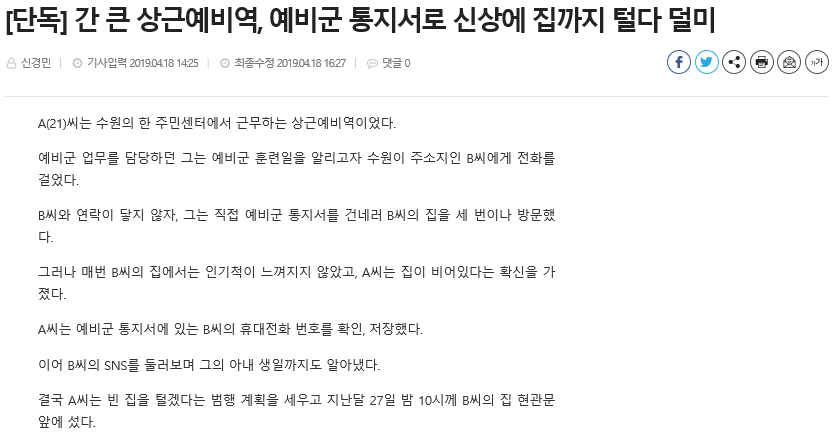 [단독] 간 큰 상근예비역, 예비군 통지서로 신상에 집까지 털다 덜미
신경민 | 기사입력 2019.04.18 14:25 | 최종수정 2019.04.18 16:27 | 댓글 0
가가
A(21)씨는 수원의 한 주민센터에서 근무하는 상근예비역이었다.
예비군 업무를 담당하던 그는 예비군 훈련일을 알리고자 수원이 주소지인 B씨에게 전화를
걸었다.
B씨와 연락이 닿지 않자, 그는 직접 예비군 통지서를 건네러 B씨의 집을 세 번이나 방문했
다.
그러나 매번 B씨의 집에서는 인기척이 느껴지지 않았고, A씨는 집이 비어있다는 확신을 가
졌다.
A씨는 예비군 통지서에 있는 B씨의 휴대전화 번호를 확인, 저장했다.
이어 B씨의 SNS를 둘러보며 그의 아내 생일까지도 알아냈다.
결국 A씨는 빈 집을 털겠다는 범행 계획을 세우고 지난달 27일 밤 10시께 B씨의 집 현관문
앞에 섰다.